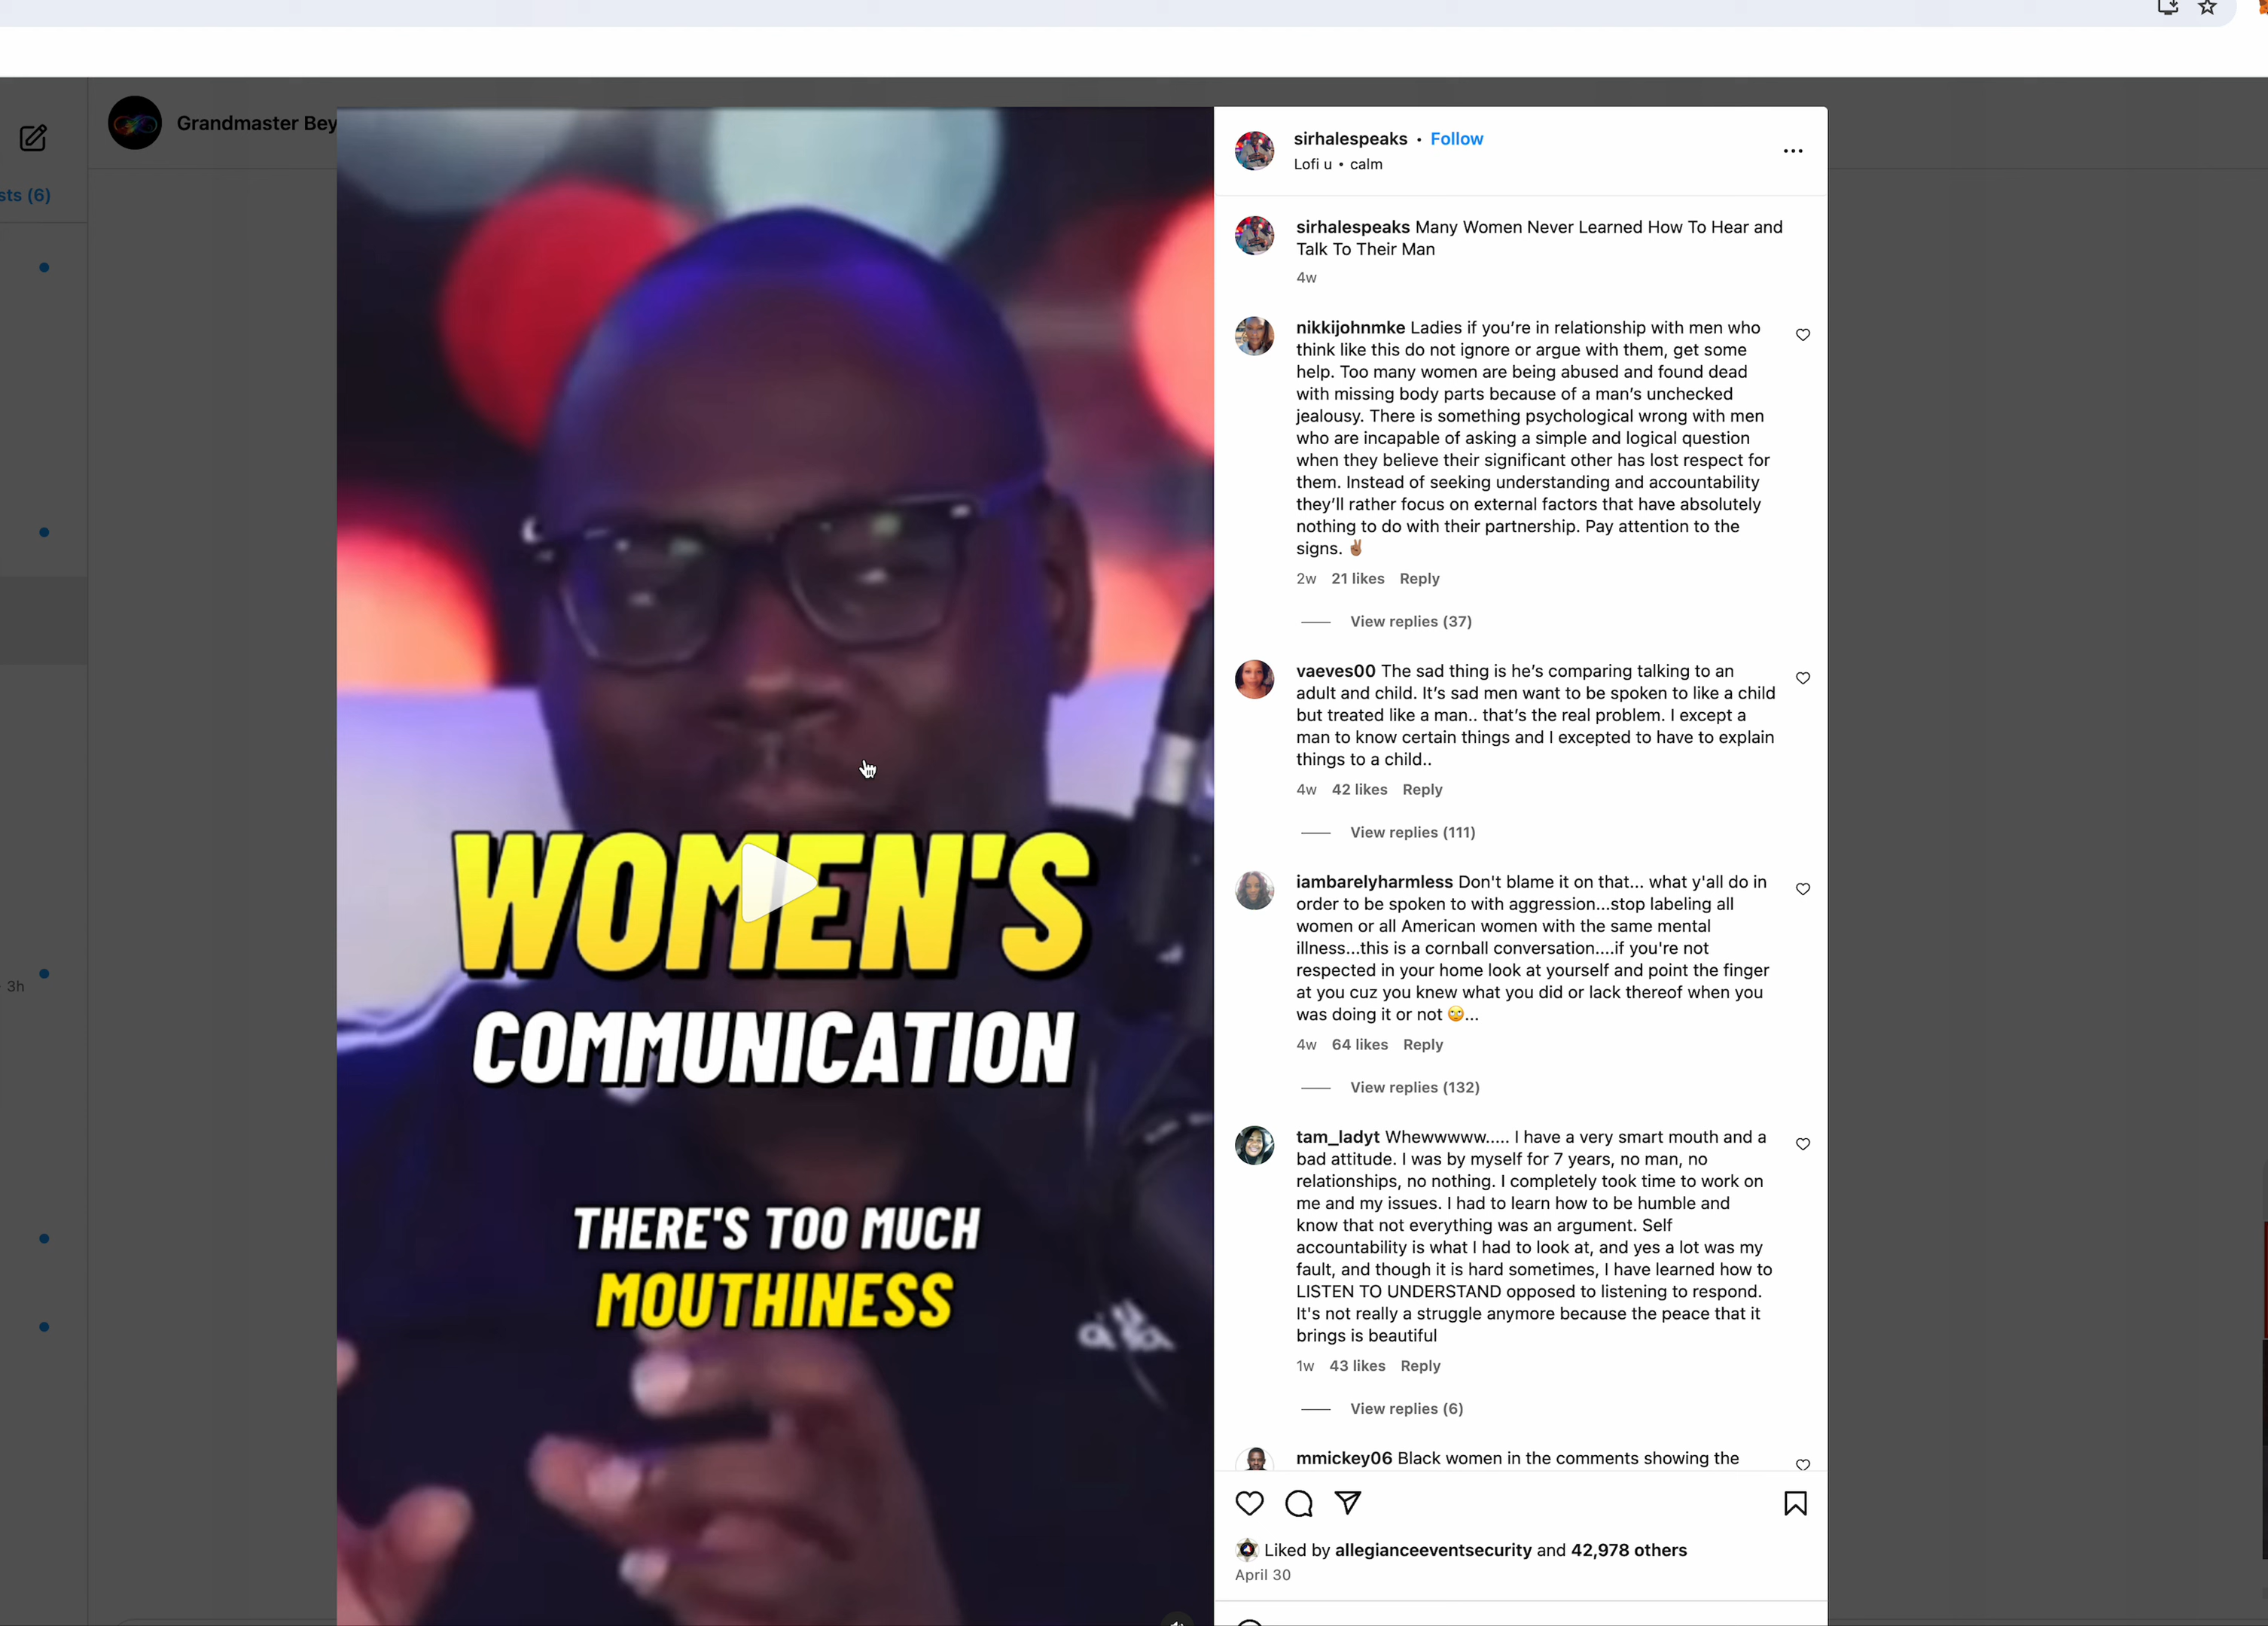 Grandmaster Bey
sts (6)
3h
WOMEN'S
COMMUNICATION
THERE'S TOO MUCH
MOUTHINESS
sirhalespeaks • Follow
Lofi u • calm
sirhalespeaks Many Women Never Learned How To Hear and
Talk To Their Man
4w
nikkijohnmke Ladies if you're in relationship with men who
think like this do not ignore or argue with them, get some
help. Too many women are being abused and found dead
with missing body parts because of a man's unchecked
jealousy. There is something psychological wrong with men
who are incapable of asking a simple and logical question
when they believe their significant other has lost respect for
them. Instead of seeking understanding and accountability
they'll rather focus on external factors that have absolutely
nothing to do with their partnership. Pay attention to the
signs. ✌🏽
2w 21 likes Reply
View replies (37)
vaeves00 The sad thing is he's comparing talking to an
adult and child. It's sad men want to be spoken to like a child
but treated like a man.. that's the real problem. I except a
man to know certain things and I excepted to have to explain
things to a child..
4w 42 likes Reply
View replies (111)
iambarelyharmless Don't blame it on that... what y'all do in
order to be spoken to with aggression...stop labeling all
women or all American women with the same mental
illness...this is a cornball conversation....if you're not
respected in your home look at yourself and point the finger
at you cuz you knew what you did or lack thereof when you
was doing it or not 🙄...
4w 64 likes Reply
View replies (132)
tam_ladyt Whewwwww..... I have a very smart mouth and a
bad attitude. I was by myself for 7 years, no man, no
relationships, no nothing. I completely took time to work on
me and my issues. I had to learn how to be humble and
know that not everything was an argument. Self
accountability is what I had to look at, and yes a lot was my
fault, and though it is hard sometimes, I have learned how to
LISTEN TO UNDERSTAND opposed to listening to respond.
It's not really a struggle anymore because the peace that it
brings is beautiful
1w 43 likes Reply
View replies (6)
mmickey06 Black women in the comments showing the
Liked by allegianceeventsecurity and 42,978 others
April 30